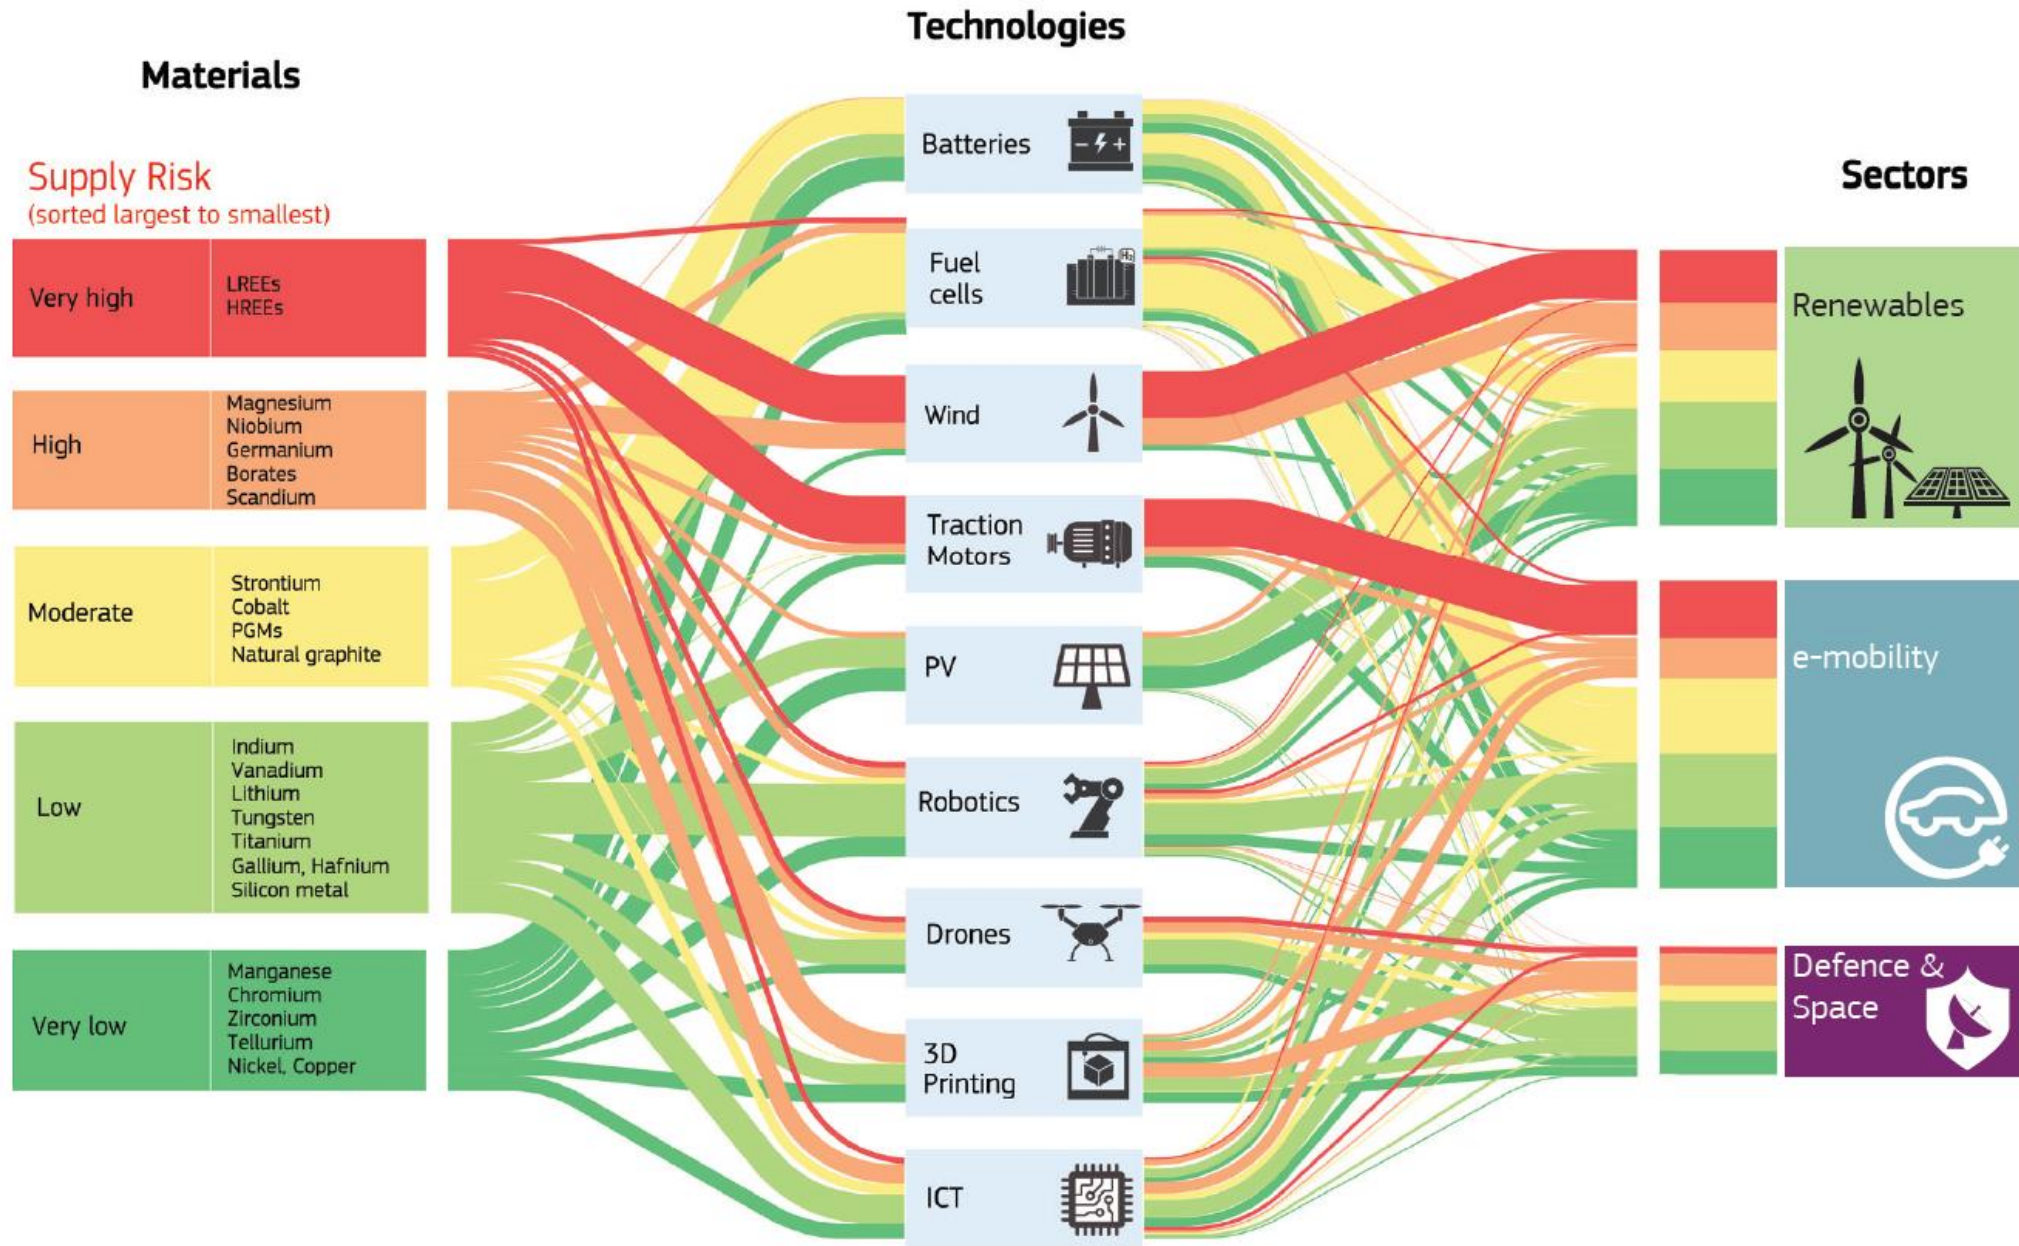 Technologies
Materials
Sectors
Supply Risk
(sorted largest to smallest)
Very high
LREEs
HREEs
High
Magnesium
Niobium
Germanium
Borates
Scandium
Moderate
Strontium
Cobalt
PGMs
Natural graphite
Low
Indium
Vanadium
Lithium
Tungsten
Titanium
Gallium, Hafnium
Silicon metal
Very low
Manganese
Chromium
Zirconium
Tellurium
Nickel, Copper
Batteries
Fuel
cells
H₂
Wind
Traction
Motors
PV
Robotics
Drones
3D
Printing
ICT
Renewables
e-mobility
Defence &
Space